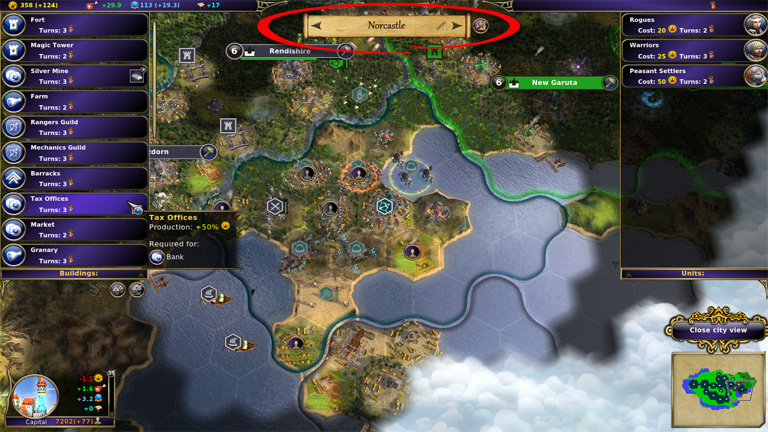 358 (+124) +29.9 113 (+19.3) +17
Norcastle
Fort
Turns: 3
Magic Tower
Turns: 2
Silver Mine
Turns: 3
Farm
Turns: 2
Rangers Guild
Turns: 3
Mechanics Guild
Turns: 3
Barracks
Turns: 3
Tax Offices
Turns: 3
Market
Turns: 2
Granary
Turns: 3
Buildings:
6 Rendishire
6 New Garuta
dorn
Tax Offices
Production: +50%
Required for:
Bank
Rogues
Cost: 20 Turns: 2
Warriors
Cost: 25 Turns: 3
Peasant Settlers
Cost: 50 Turns: 2
Units:
Close city view
+1.6
+3.2
+0
Capital 7202(+77)